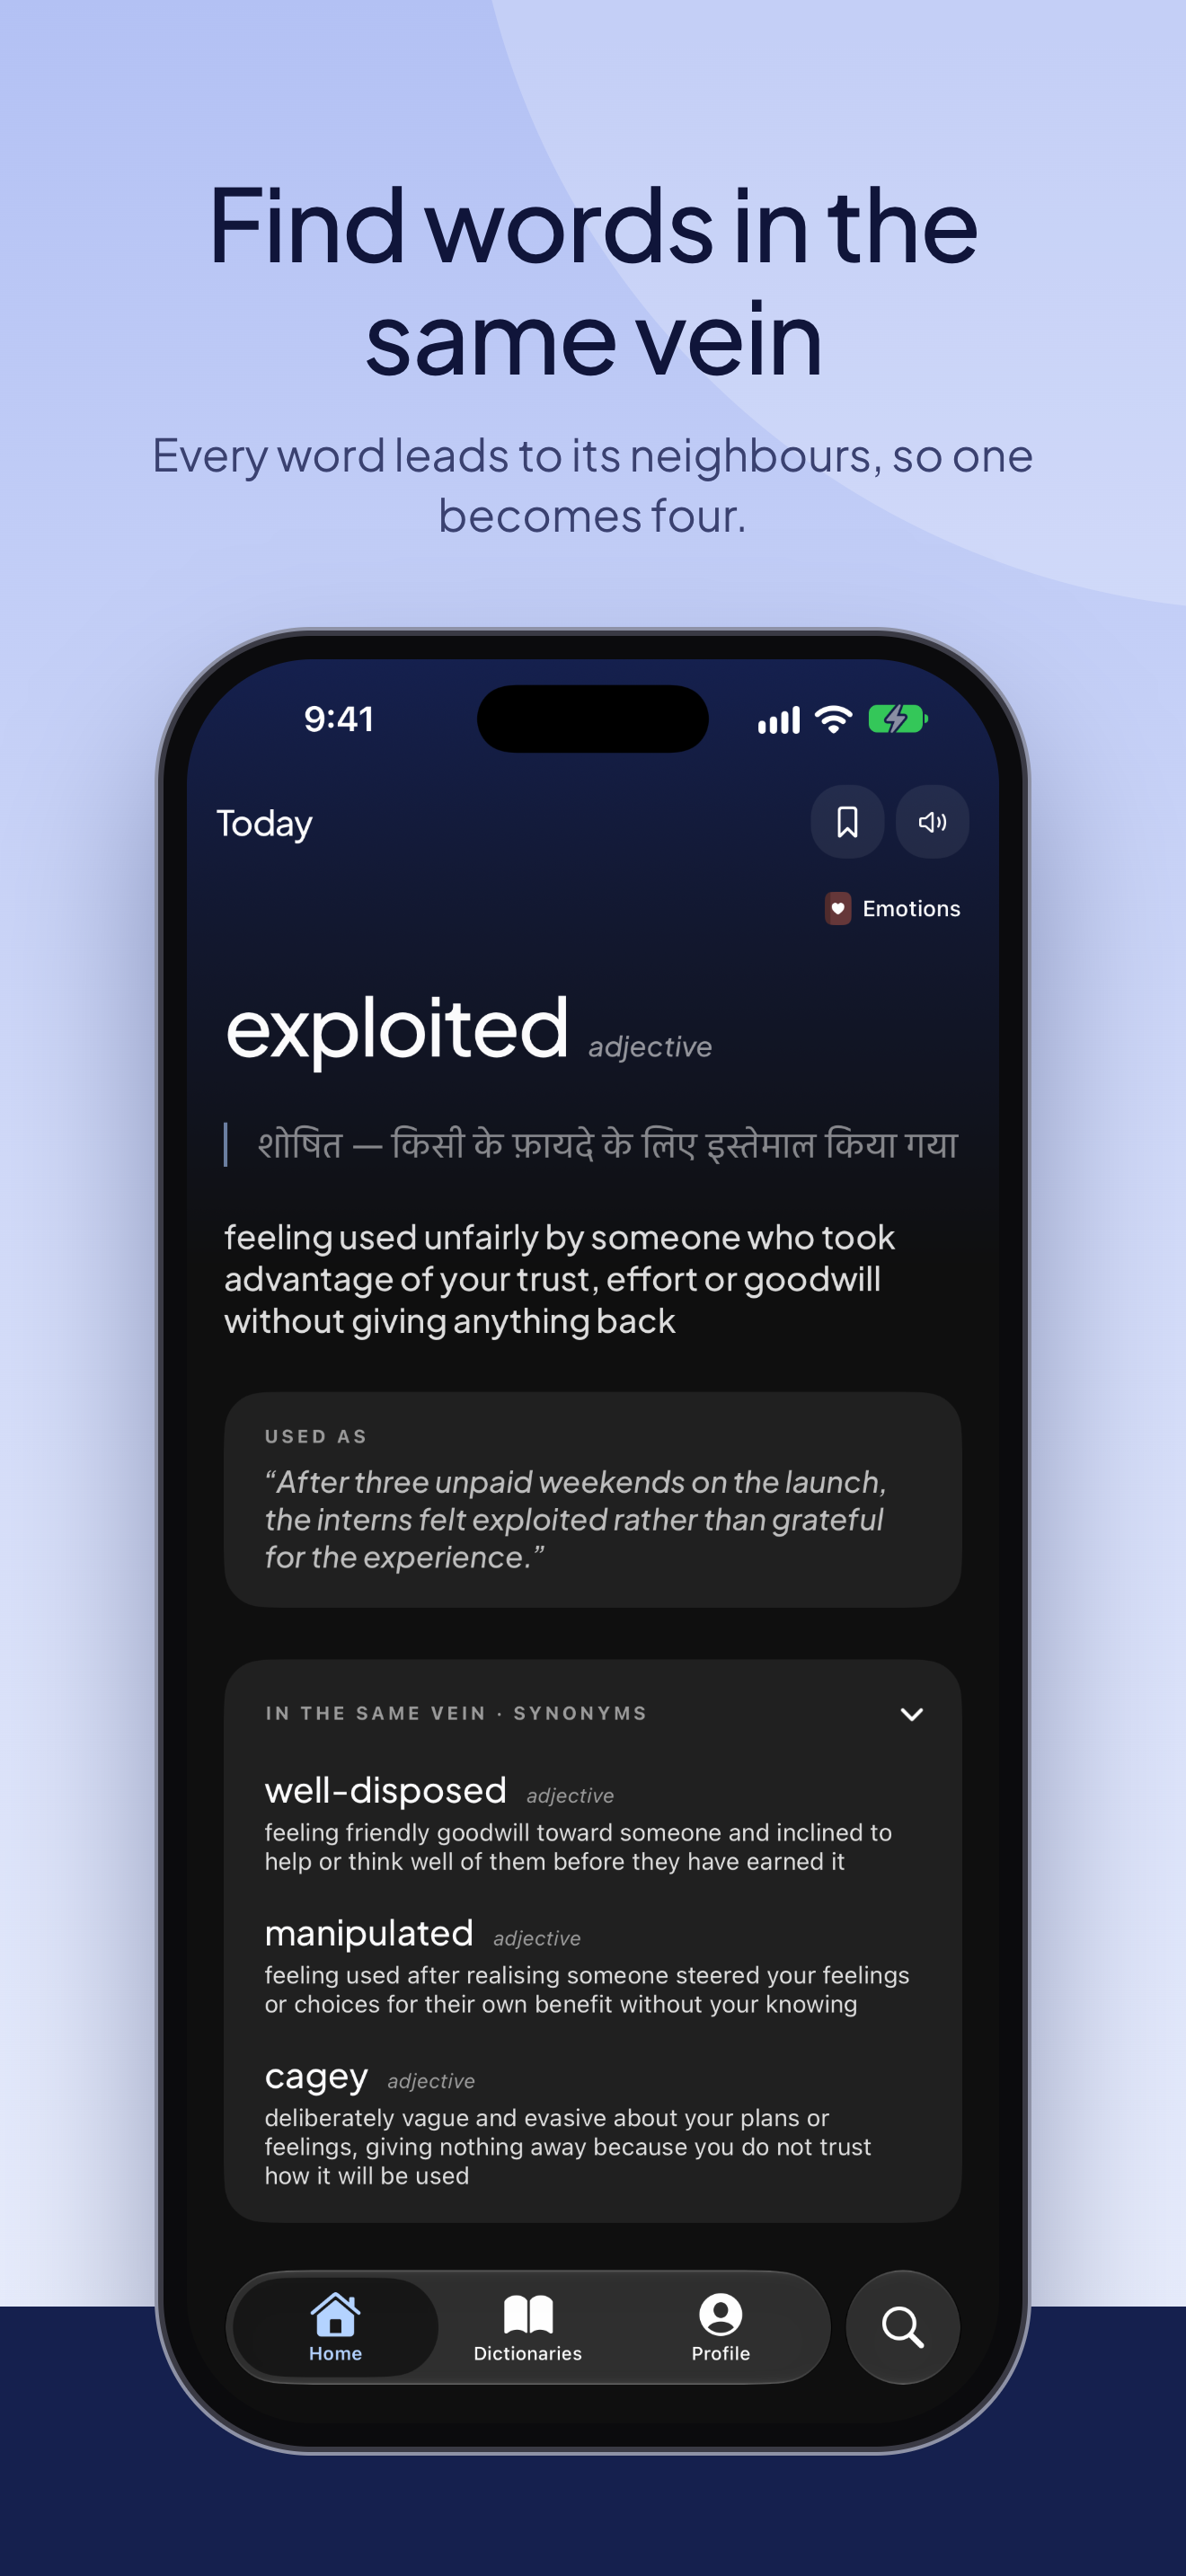 Find words in the
same vein
Every word leads to its neighbours, so one
becomes four.
9:41
Today
Emotions
exploited adjective
शोषित — किसी के फ़ायदे के लिए इस्तेमाल किया गया
feeling used unfairly by someone who took
advantage of your trust, effort or goodwill
without giving anything back
USED AS
“After three unpaid weekends on the launch,
the interns felt exploited rather than grateful
for the experience.”
IN THE SAME VEIN · SYNONYMS
well-disposed adjective
feeling friendly goodwill toward someone and inclined to
help or think well of them before they have earned it
manipulated adjective
feeling used after realising someone steered your feelings
or choices for their own benefit without your knowing
cagey adjective
deliberately vague and evasive about your plans or
feelings, giving nothing away because you do not trust
how it will be used
Home Dictionaries Profile